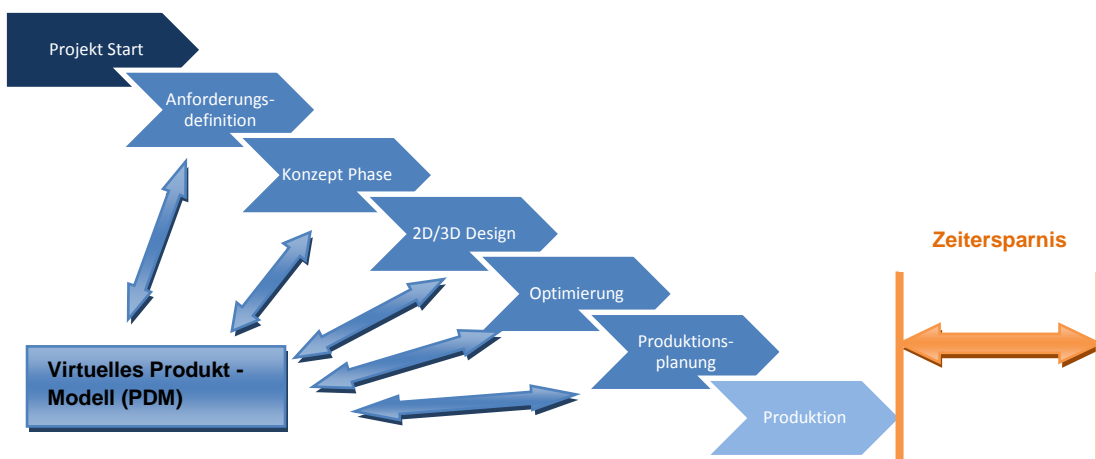 Projekt Start
Anforderungs-
definition
Konzept Phase
2D/3D Design
Zeitersparnis
Optimierung
Produktions-
planung
Virtuelles Produkt -
Modell (PDM)
Produktion